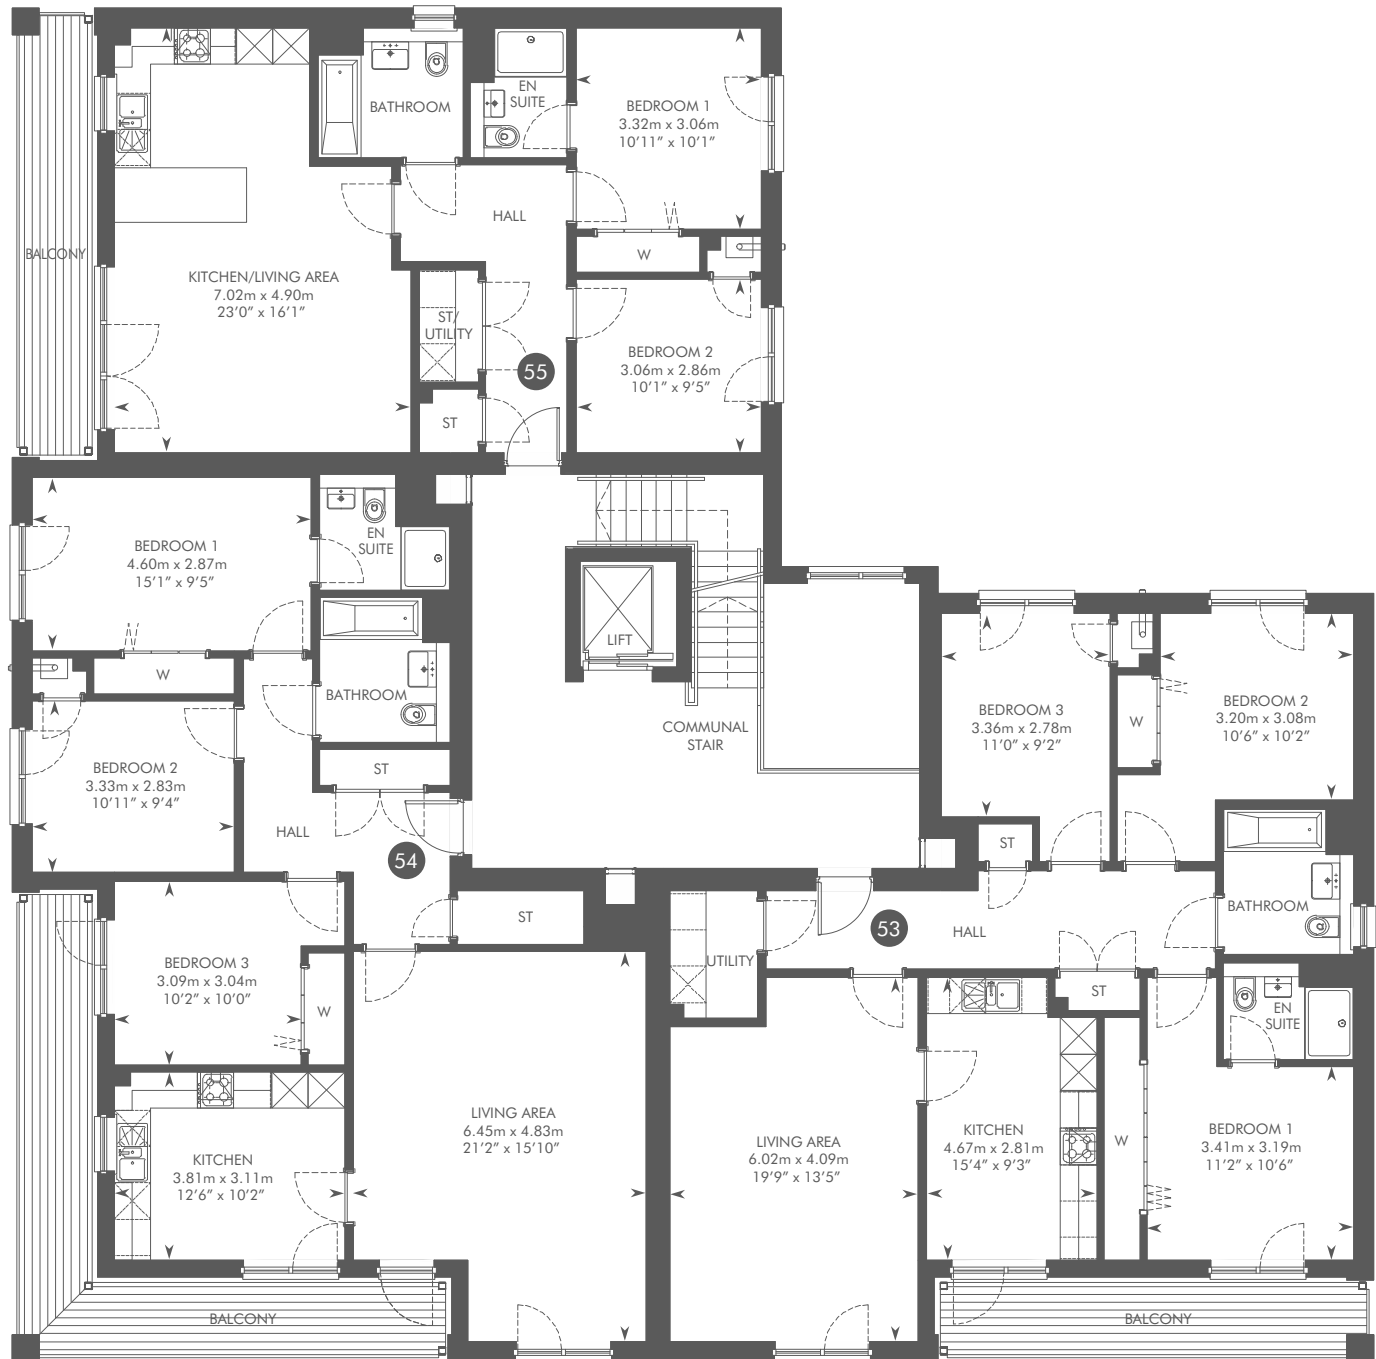 BALCONY
KITCHEN/LIVING AREA
7.02m x 4.90m
23'0" x 16'1"
BATHROOM
EN
SUITE
BEDROOM 1
3.32m x 3.06m
10'11" x 10'1"
HALL
W
ST/
UTILITY
BEDROOM 2
3.06m x 2.86m
10'1" x 9'5"
55
ST
BEDROOM 1
4.60m x 2.87m
15'1" x 9'5"
EN
SUITE
LIFT
W
BATHROOM
COMMUNAL
STAIR
BEDROOM 2
3.33m x 2.83m
10'11" x 9'4"
ST
HALL
54
ST
BEDROOM 3
3.09m x 3.04m
10'2" x 10'0"
W
LIVING AREA
6.45m x 4.83m
21'2" x 15'10"
KITCHEN
3.81m x 3.11m
12'6" x 10'2"
BALCONY
BEDROOM 3
3.36m x 2.78m
11'0" x 9'2"
W
BEDROOM 2
3.20m x 3.08m
10'6" x 10'2"
ST
BATHROOM
53
HALL
UTILITY
ST
EN
SUITE
LIVING AREA
6.02m x 4.09m
19'9" x 13'5"
KITCHEN
4.67m x 2.81m
15'4" x 9'3"
W
BEDROOM 1
3.41m x 3.19m
11'2" x 10'6"
BALCONY